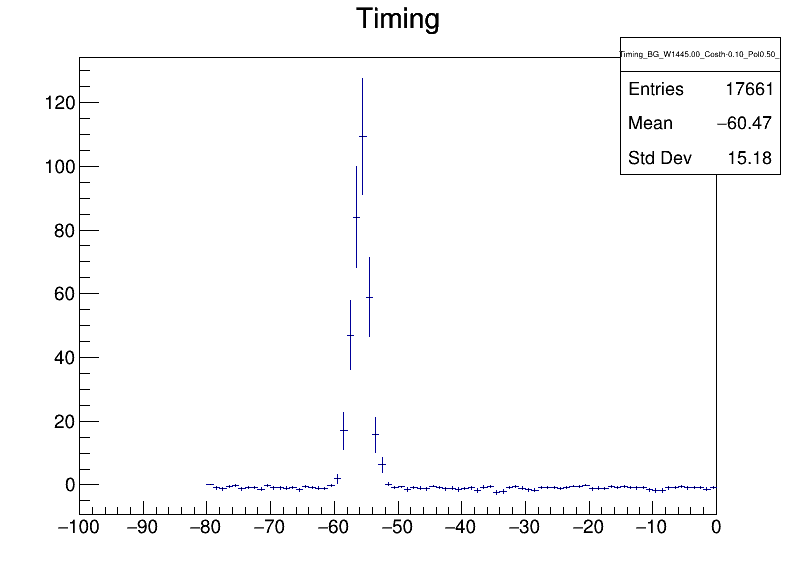 Timing
Timing_BG_W1445.00_Costh-0.10_Pol0.50_
Entries 17661
Mean −60.47
Std Dev 15.18
120
100
80
60
40
20
0
−100 −90 −80 −70 −60 −50 −40 −30 −20 −10 0